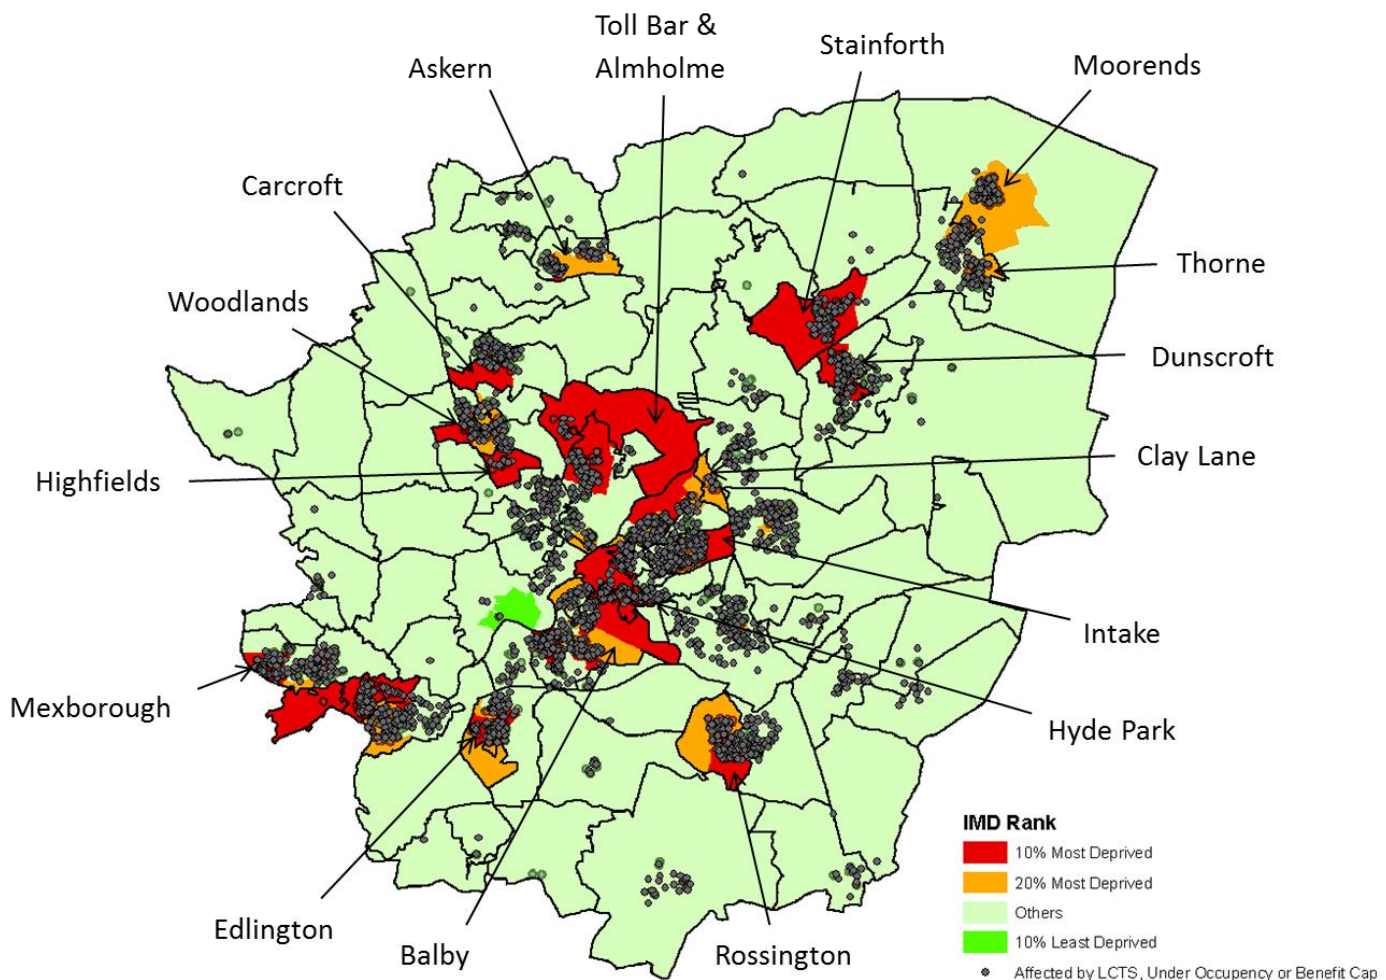 Toll Bar &
Almholme
Stainforth
Askern
Moorends
Carcroft
Thorne
Woodlands
Dunscroft
Clay Lane
Highfields
Intake
Mexborough
Hyde Park
Edlington
Balby
Rossington
IMD Rank
10% Most Deprived
20% Most Deprived
Others
10% Least Deprived
Affected by LCTS, Under Occupency or Benefit Cap